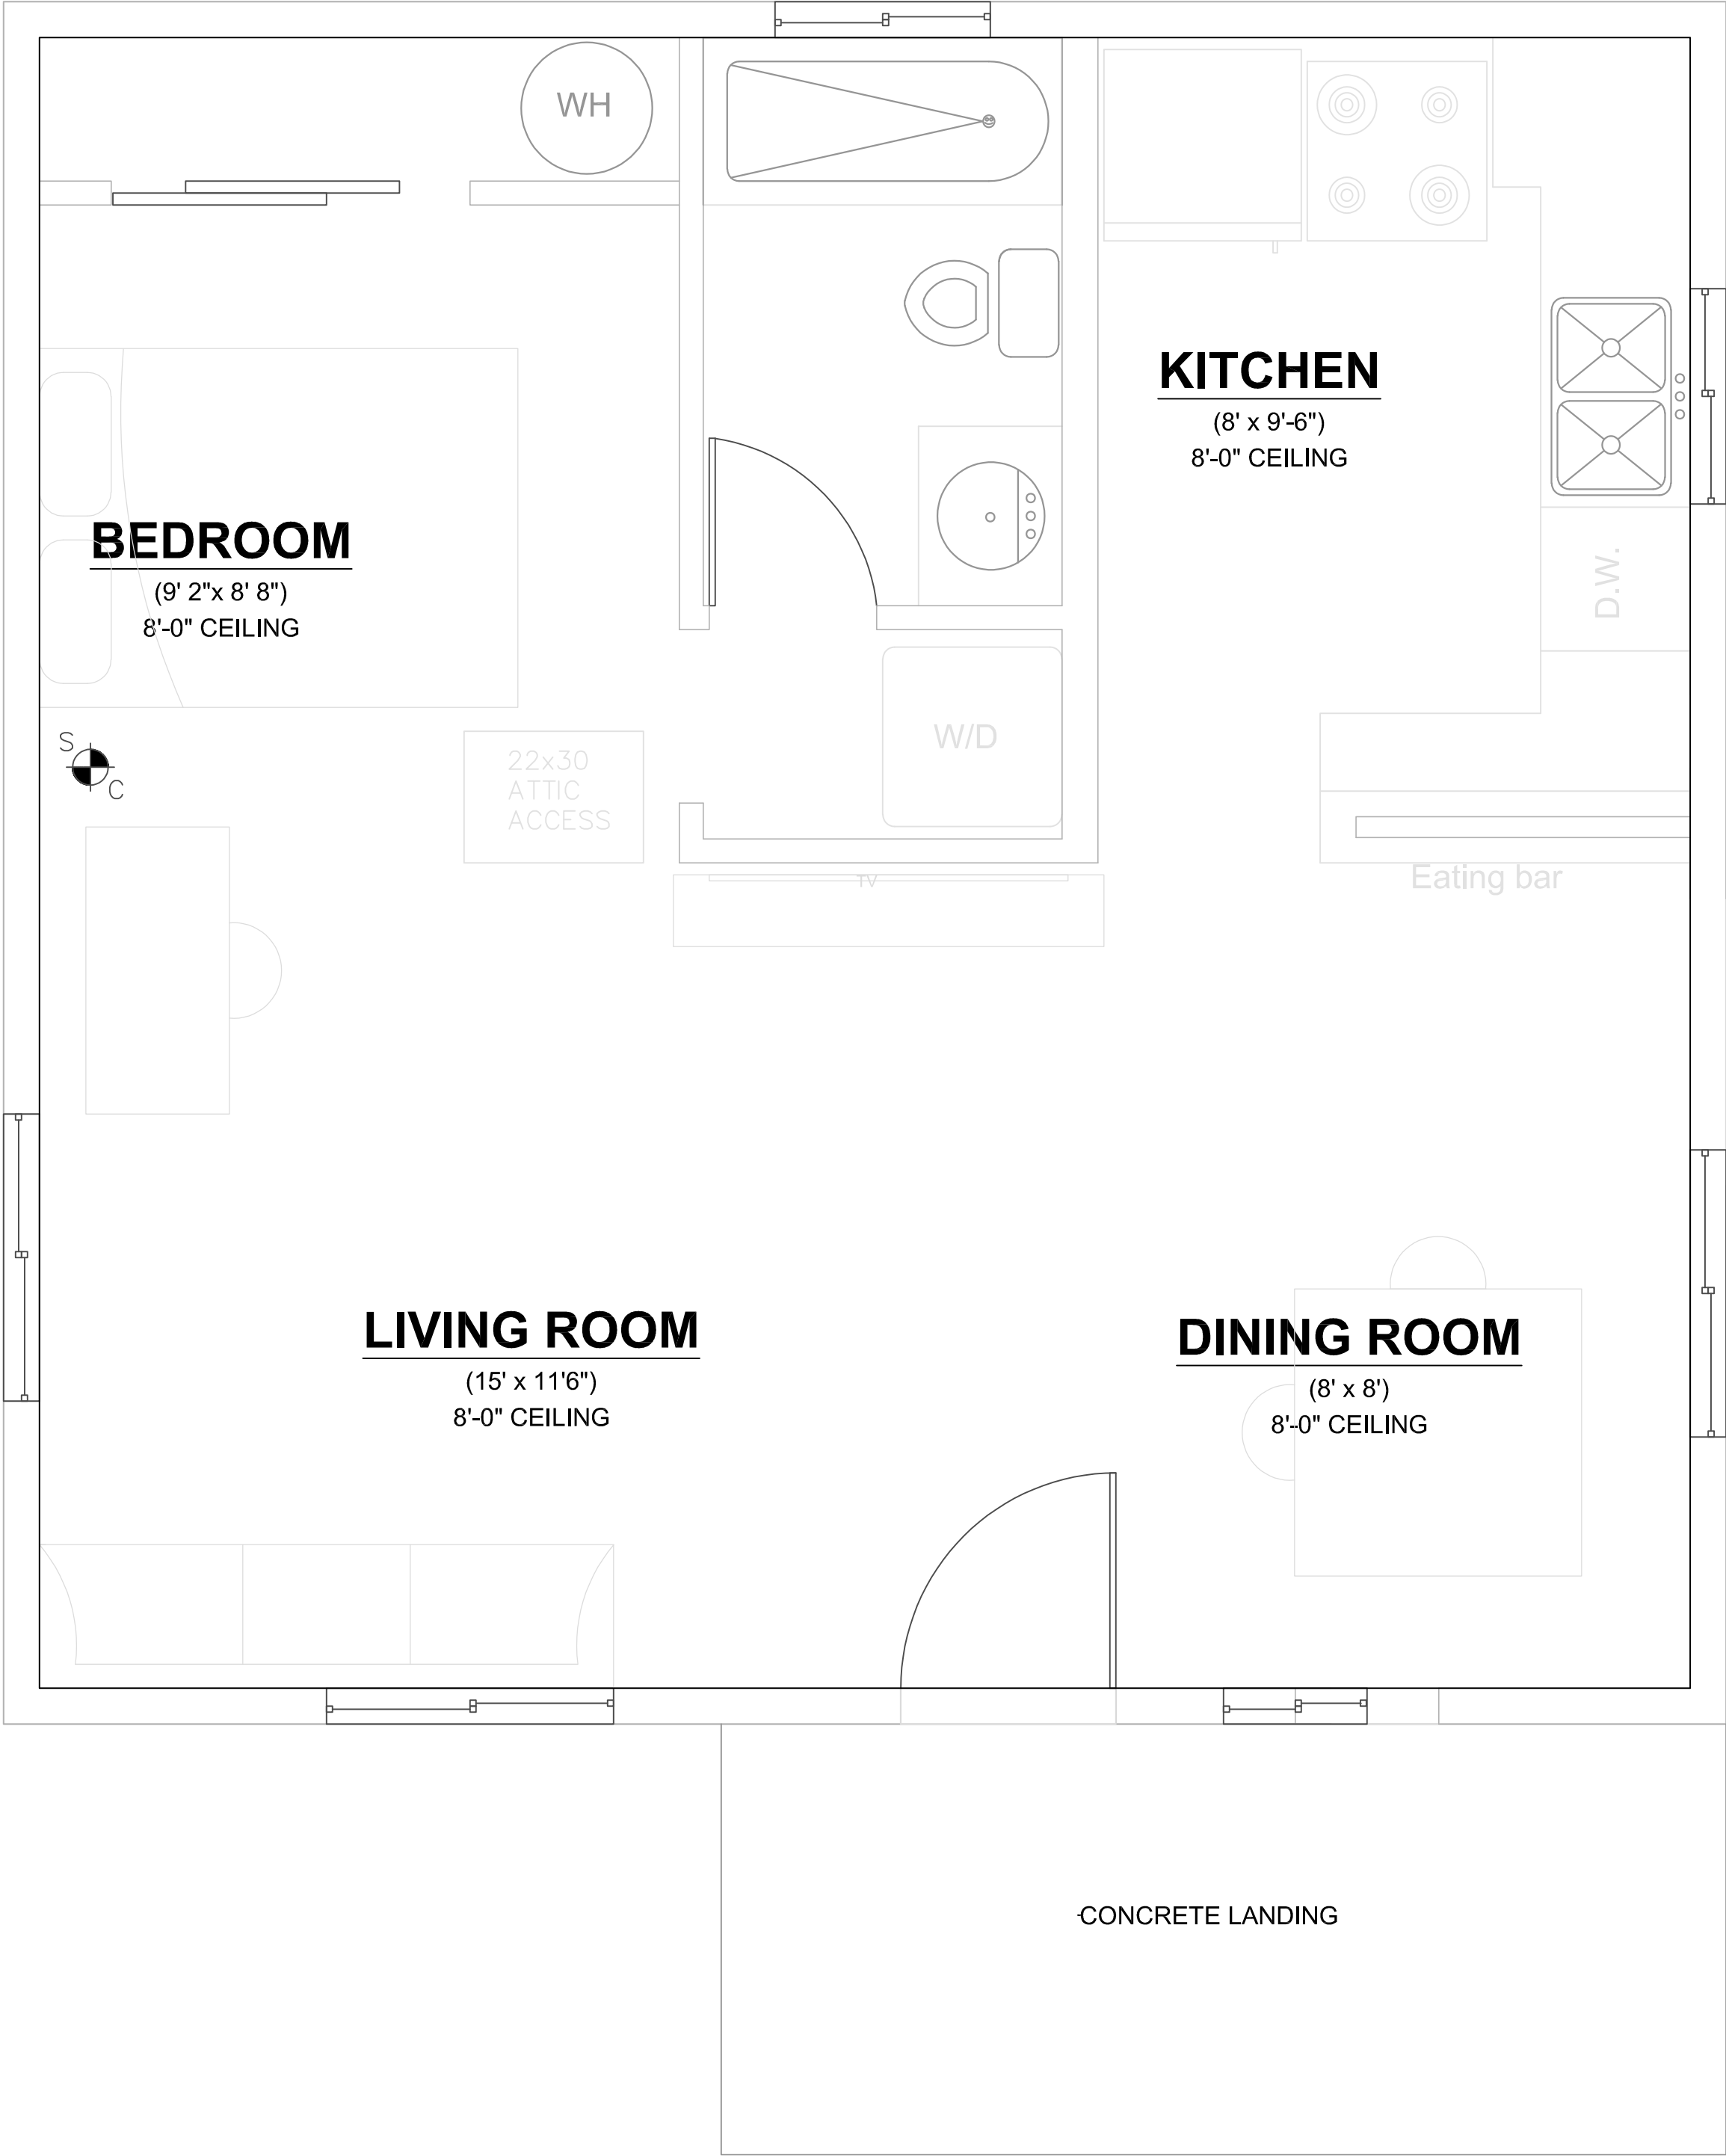 WH
KITCHEN
(8' x 9'-6")
8'-0" CEILING
BEDROOM
(9' 2"x 8' 8")
8'-0" CEILING
D.W.
S
C
22x30
ATTIC
ACCESS
W/D
TV
Eating bar
LIVING ROOM
(15' x 11'6")
8'-0" CEILING
DINING ROOM
(8' x 8')
8'-0" CEILING
CONCRETE LANDING